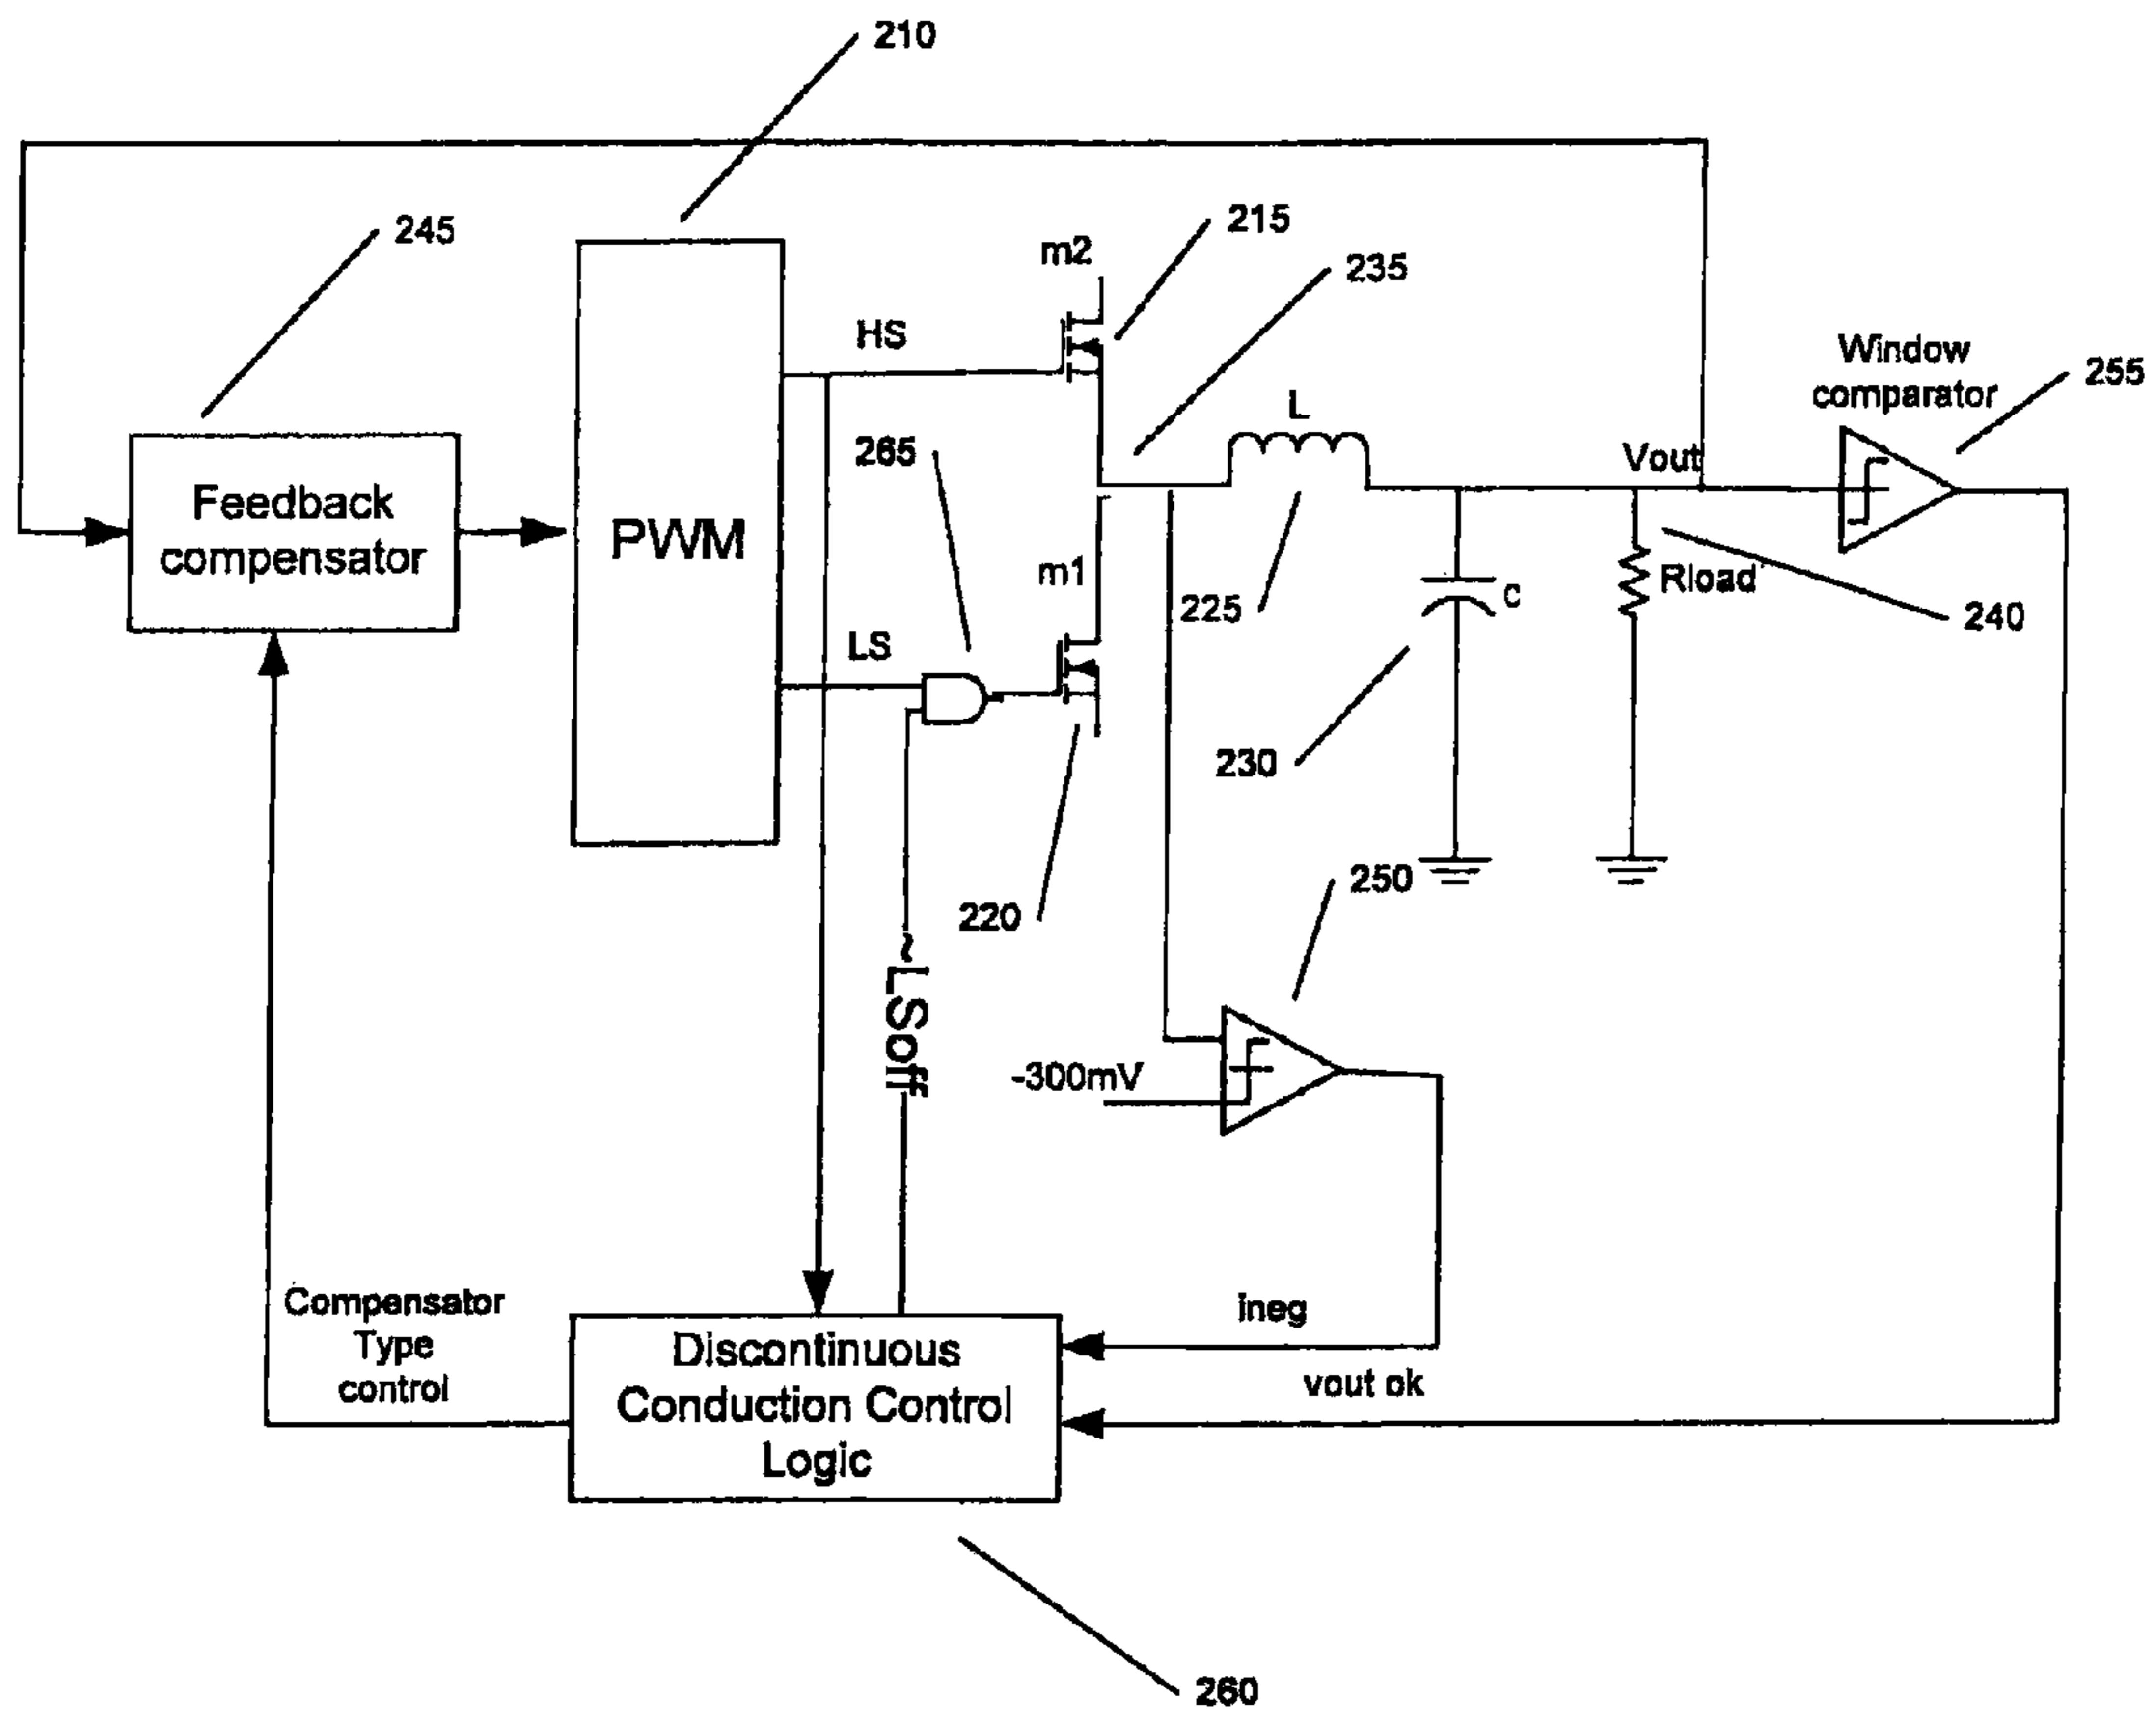 210
245
215
m2
235
HS
Window
comparator
255
L
265
Vout
Feedback
compensator
PWM
m1
Rload
C
225
240
LS
230
250
220
~LSoff
-300mV
Compensator
Type
control
ineg
Discontinuous
Conduction Control
Logic
vout ok
260